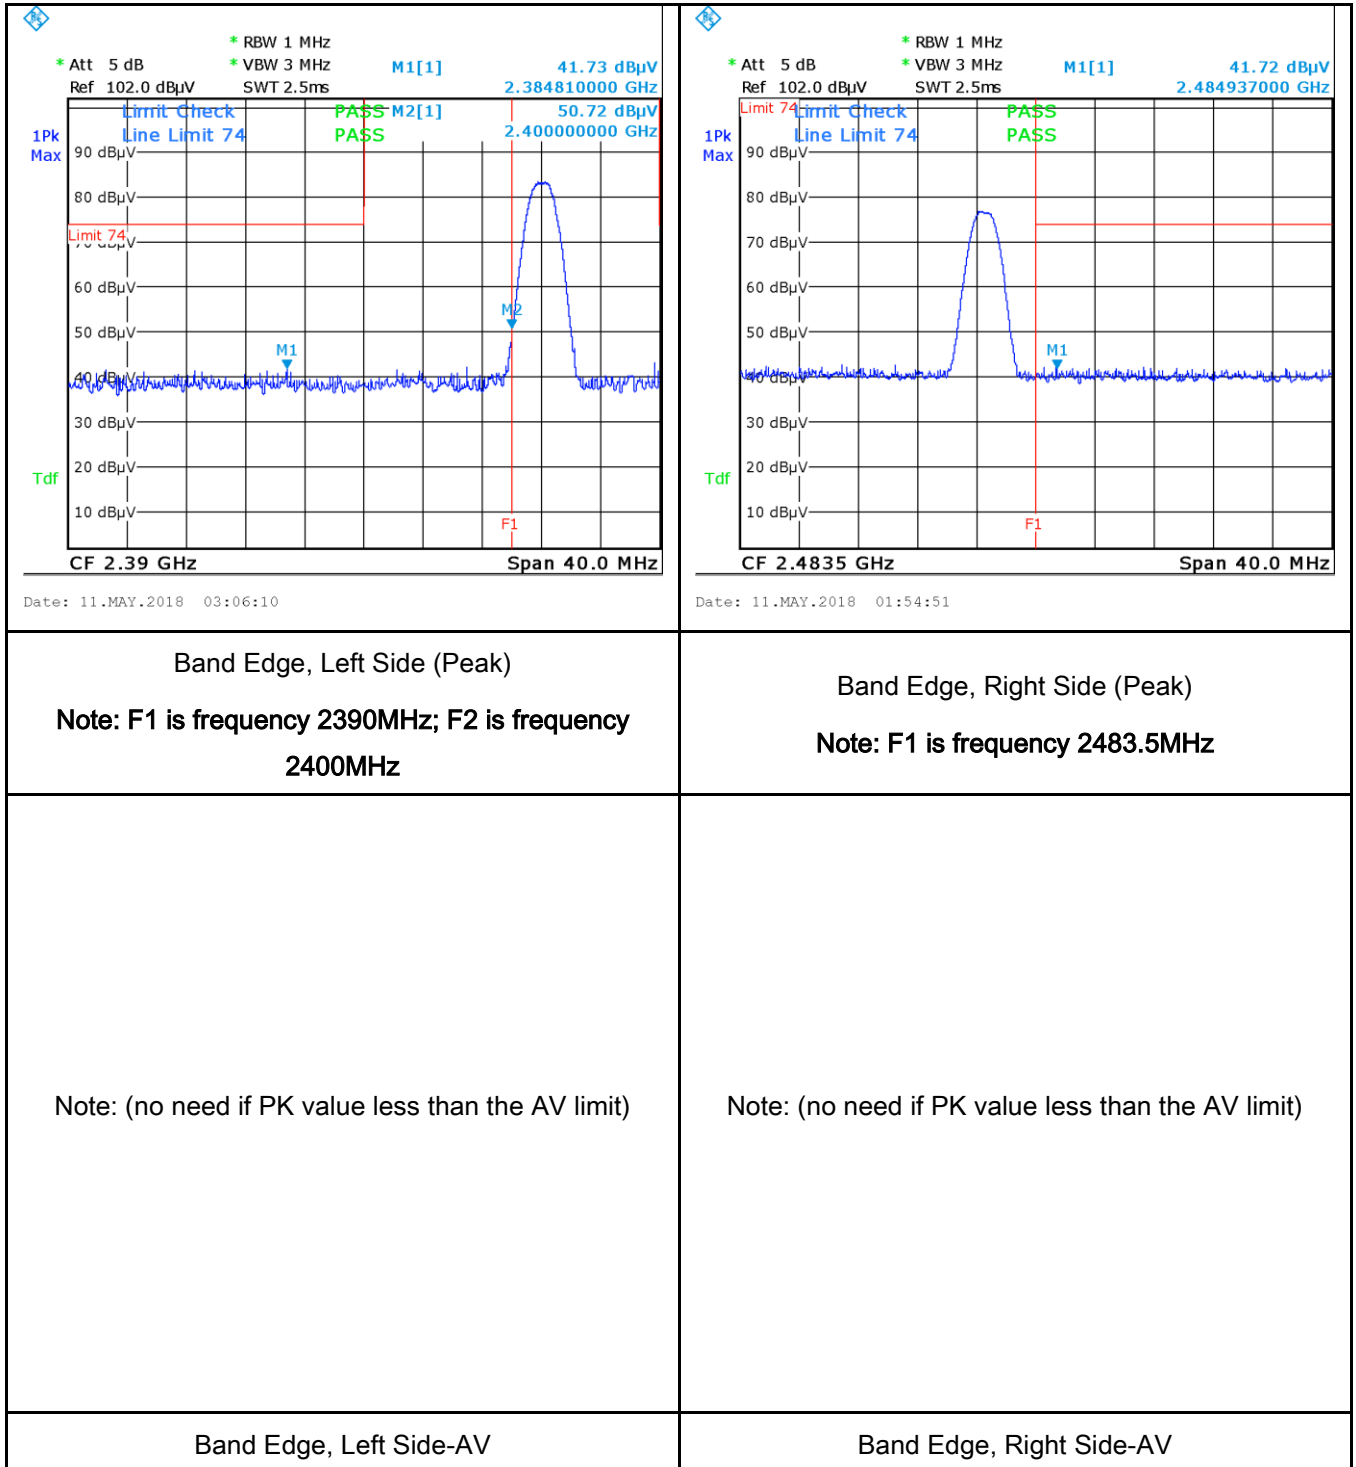 * RBW 1 MHz
* Att 5 dB * VBW 3 MHz M1[1] 41.73 dBµV
Ref 102.0 dBµV SWT 2.5ms 2.384810000 GHz
Limit Check PASS M2[1] 50.72 dBµV
Line Limit 74 PASS 2.400000000 GHz
1Pk
Max
90 dBµV
80 dBµV
Limit 74
70 dBµV
60 dBµV
M2
50 dBµV
M1
40 dBµV
30 dBµV
20 dBµV
Tdf
10 dBµV
F1
CF 2.39 GHz Span 40.0 MHz
Date: 11.MAY.2018 03:06:10
* RBW 1 MHz
* Att 5 dB * VBW 3 MHz M1[1] 41.72 dBµV
Ref 102.0 dBµV SWT 2.5ms 2.484937000 GHz
Limit 74 Limit Check PASS
Line Limit 74 PASS
1Pk
Max
90 dBµV
80 dBµV
70 dBµV
60 dBµV
50 dBµV
M1
40 dBµV
30 dBµV
20 dBµV
Tdf
10 dBµV
F1
CF 2.4835 GHz Span 40.0 MHz
Date: 11.MAY.2018 01:54:51
Band Edge, Left Side (Peak)
Note: F1 is frequency 2390MHz; F2 is frequency
2400MHz
Band Edge, Right Side (Peak)
Note: F1 is frequency 2483.5MHz
Note: (no need if PK value less than the AV limit)
Note: (no need if PK value less than the AV limit)
Band Edge, Left Side-AV
Band Edge, Right Side-AV